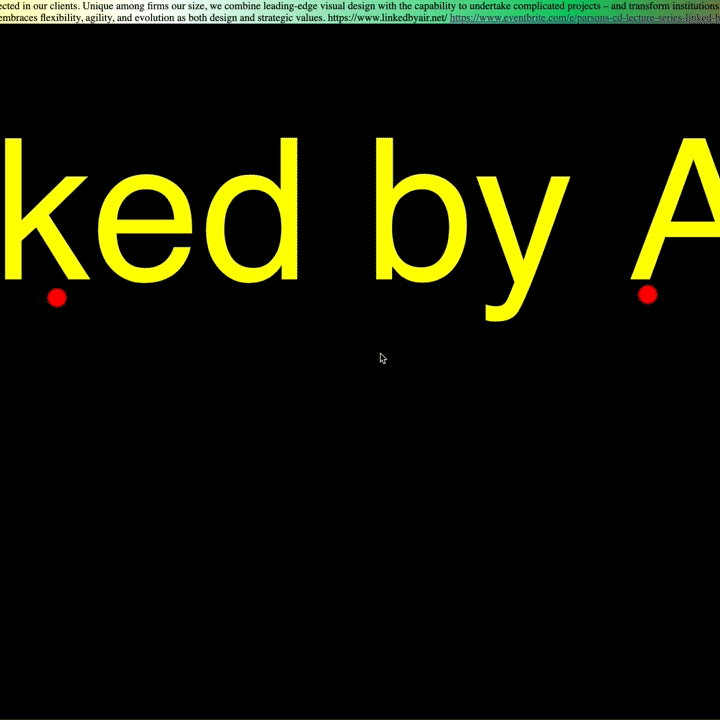 ected in our clients. Unique among firms our size, we combine leading-edge visual design with the capability to undertake complicated projects – and transform institutions
embraces flexibility, agility, and evolution as both design and strategic values. https://www.linkedbyair.net/ https://www.eventbrite.com/e/parsons-cd-lecture-series-linked-b
ked by A